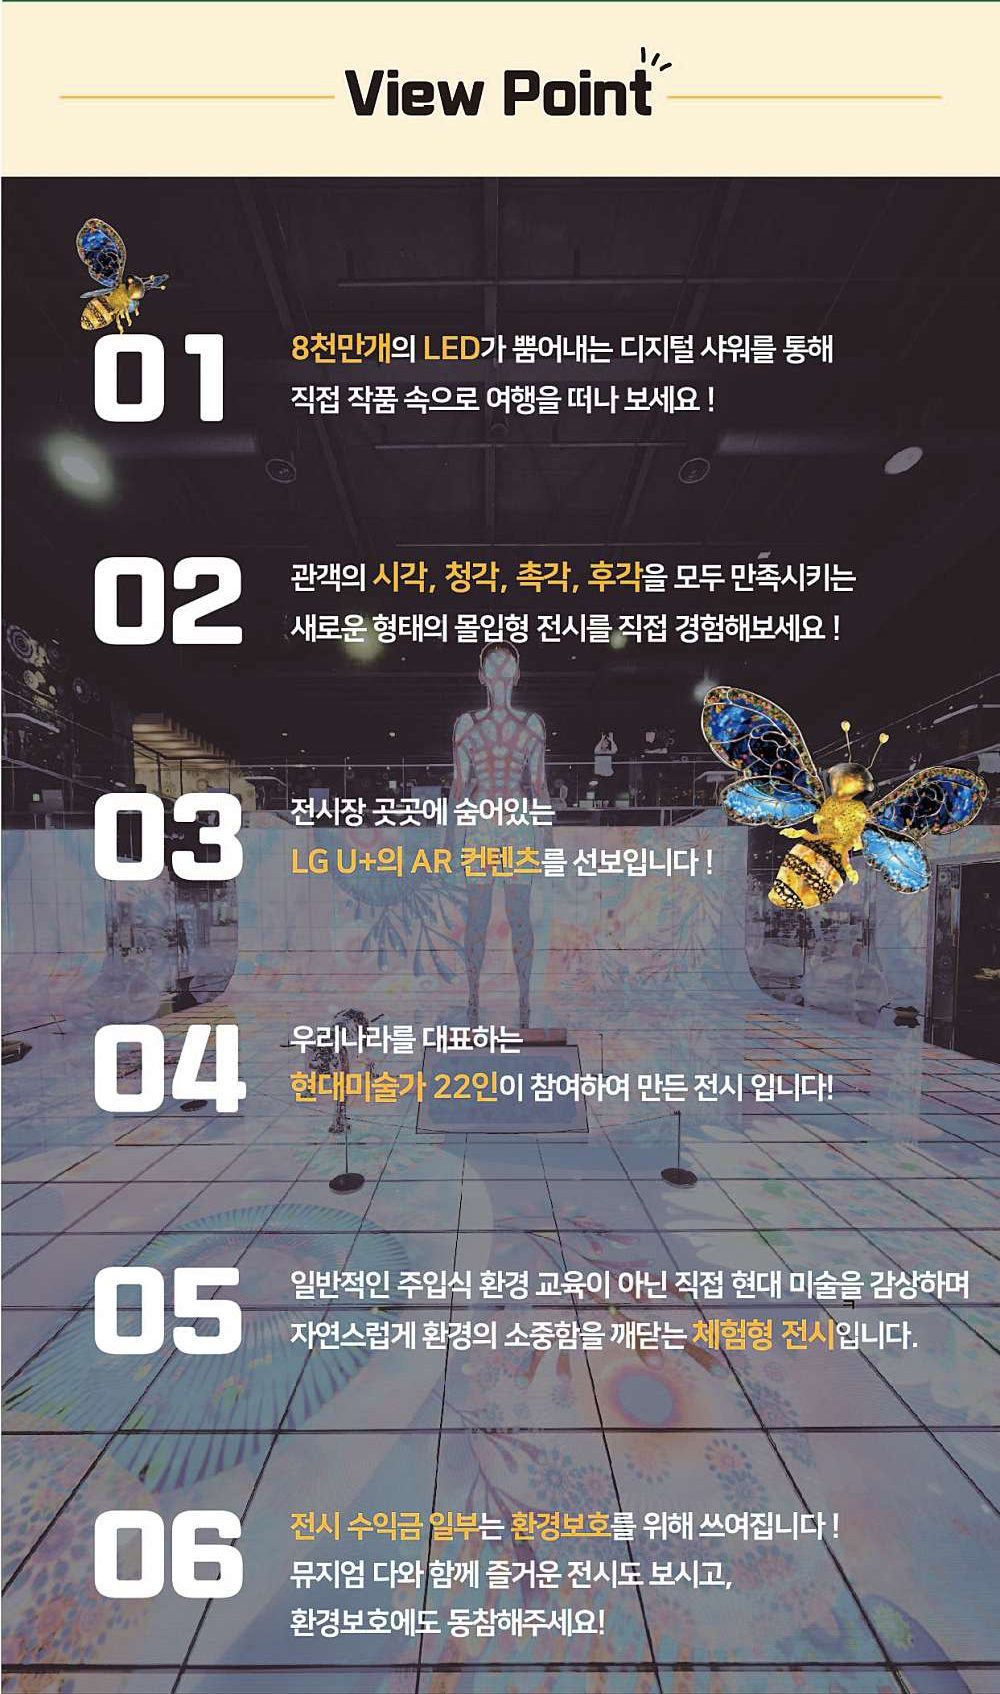 View Point
01
8천만개의 LED가 뿜어내는 디지털 샤워를 통해
직접 작품 속으로 여행을 떠나 보세요 !
02
관객의 시각, 청각, 촉각, 후각을 모두 만족시키는
새로운 형태의 몰입형 전시를 직접 경험해보세요 !
03
전시장 곳곳에 숨어있는
LG U+의 AR 컨텐츠를 선보입니다 !
04
우리나라를 대표하는
현대미술가 22인이 참여하여 만든 전시 입니다!
05
일반적인 주입식 환경 교육이 아닌 직접 현대 미술을 감상하며
ㄱ
자연스럽게 환경의 소중함을 깨닫는 체험형 전시입니다.
06
전시 수익금 일부는 환경보호를 위해 쓰여집니다 !
뮤지엄 다와 함께 즐거운 전시도 보시고,
환경보호에도 동참해주세요!